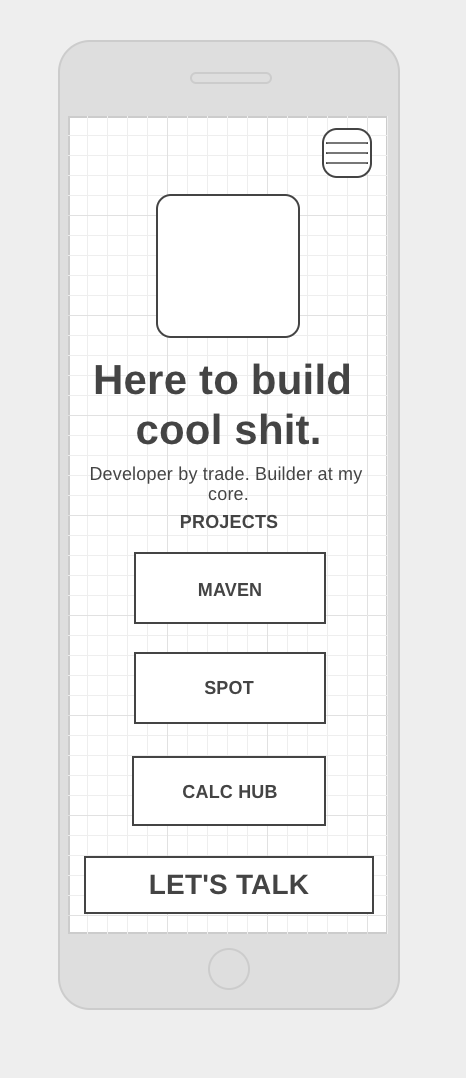 Here to build
cool shit.
Developer by trade. Builder at my
core.
PROJECTS
MAVEN
SPOT
CALC HUB
LET'S TALK